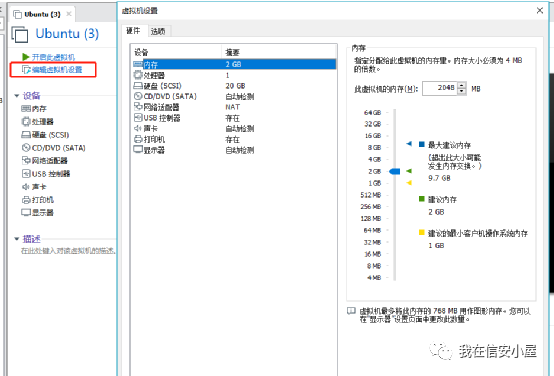 Ubuntu (3)
Ubuntu (3)
开启此虚拟机
编辑虚拟机设置
设备
内存
处理器
硬盘 (SCSI)
CD/DVD (SATA)
网络适配器
USB 控制器
声卡
打印机
显示器
描述
在此处键入对该虚拟机的描述。
虚拟机设置
硬件 选项
设备 摘要
内存 2 GB
处理器 1
硬盘 (SCSI) 20 GB
CD/DVD (SATA) 自动检测
网络适配器 NAT
USB 控制器 存在
声卡 自动检测
打印机 存在
显示器 自动检测
内存
指定分配给此虚拟机的内存量。内存大小必须为 4 MB
的倍数。
此虚拟机的内存(M): 2048 MB
64 GB
32 GB
16 GB
8 GB
4 GB
2 GB
1 GB
512 MB
256 MB
128 MB
64 MB
32 MB
16 MB
8 MB
4 MB
最大建议内存
(超出此大小可能
发生内存交换。)
9.7 GB
建议内存
2 GB
建议的最小客户机操作系统内存
1 GB
虚拟机最多将此内存的 768 MB 用作图形内存。您可以
在"显示器"设置页面中更改此数量。
我在信安小屋